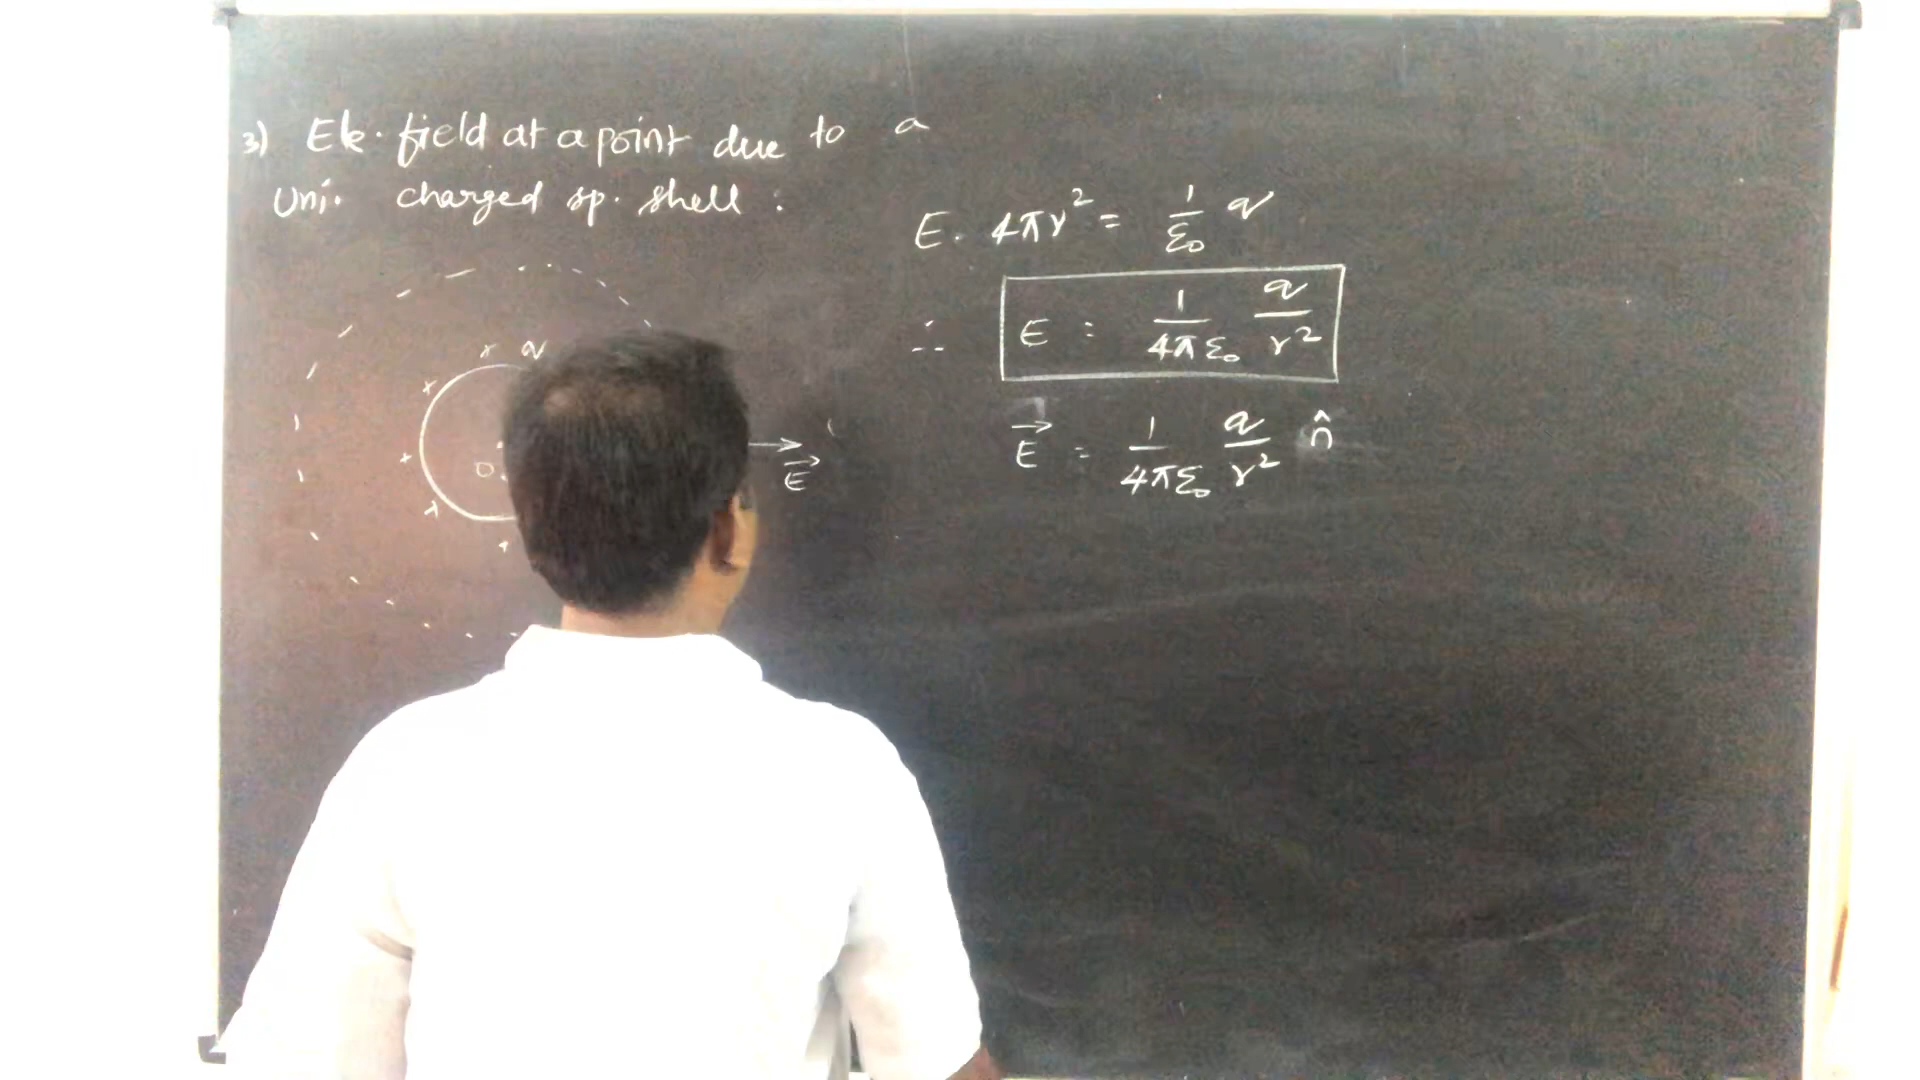 3) Ele. field at a point due to a
Uni. charged sp. shell :
q
O
E⃗
E . 4πr² = 1/ε₀ q
∴ E = 1/4πε₀ q/r²
E⃗ = 1/4πε₀ q/r² n̂